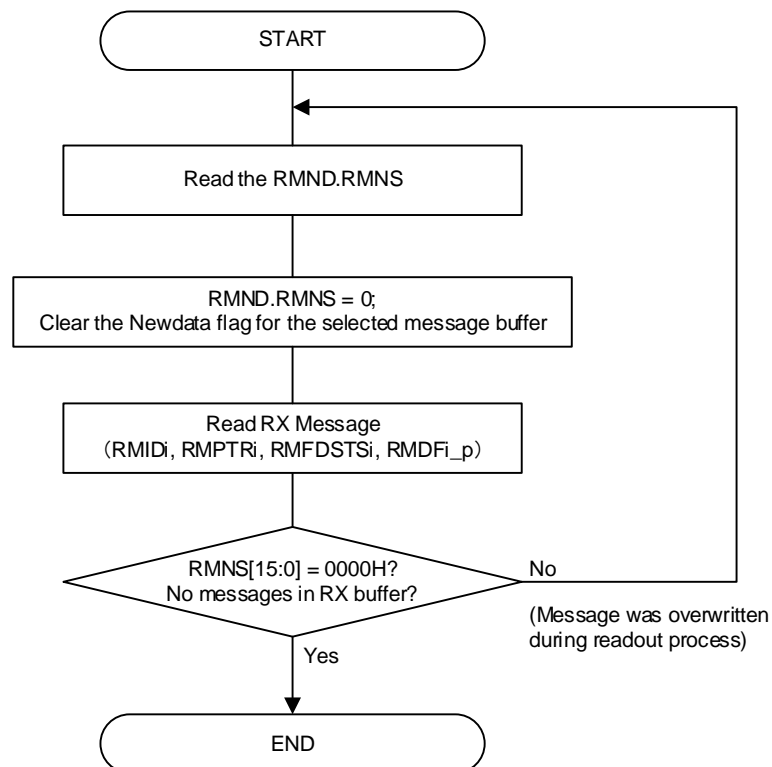 START
Read the RMND.RMNS
RMND.RMNS = 0;
Clear the Newdata flag for the selected message buffer
Read RX Message
（RMIDi, RMPTRi, RMFDSTSi, RMDFi_p）
RMNS[15:0] = 0000H?
No messages in RX buffer?
No
(Message was overwritten
during readout process)
Yes
END